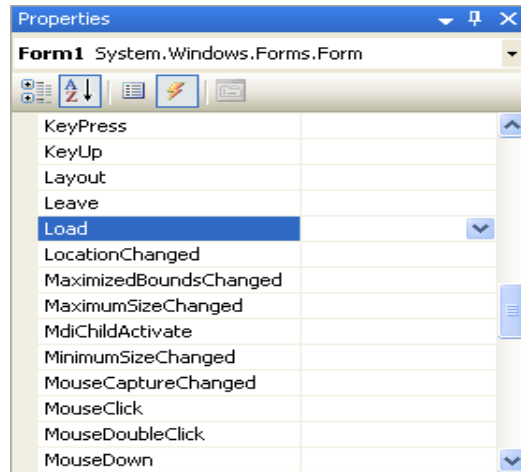 Properties
Form1 System.Windows.Forms.Form
KeyPress
KeyUp
Layout
Leave
Load
LocationChanged
MaximizedBoundsChanged
MaximumSizeChanged
MdiChildActivate
MinimumSizeChanged
MouseCaptureChanged
MouseClick
MouseDoubleClick
MouseDown